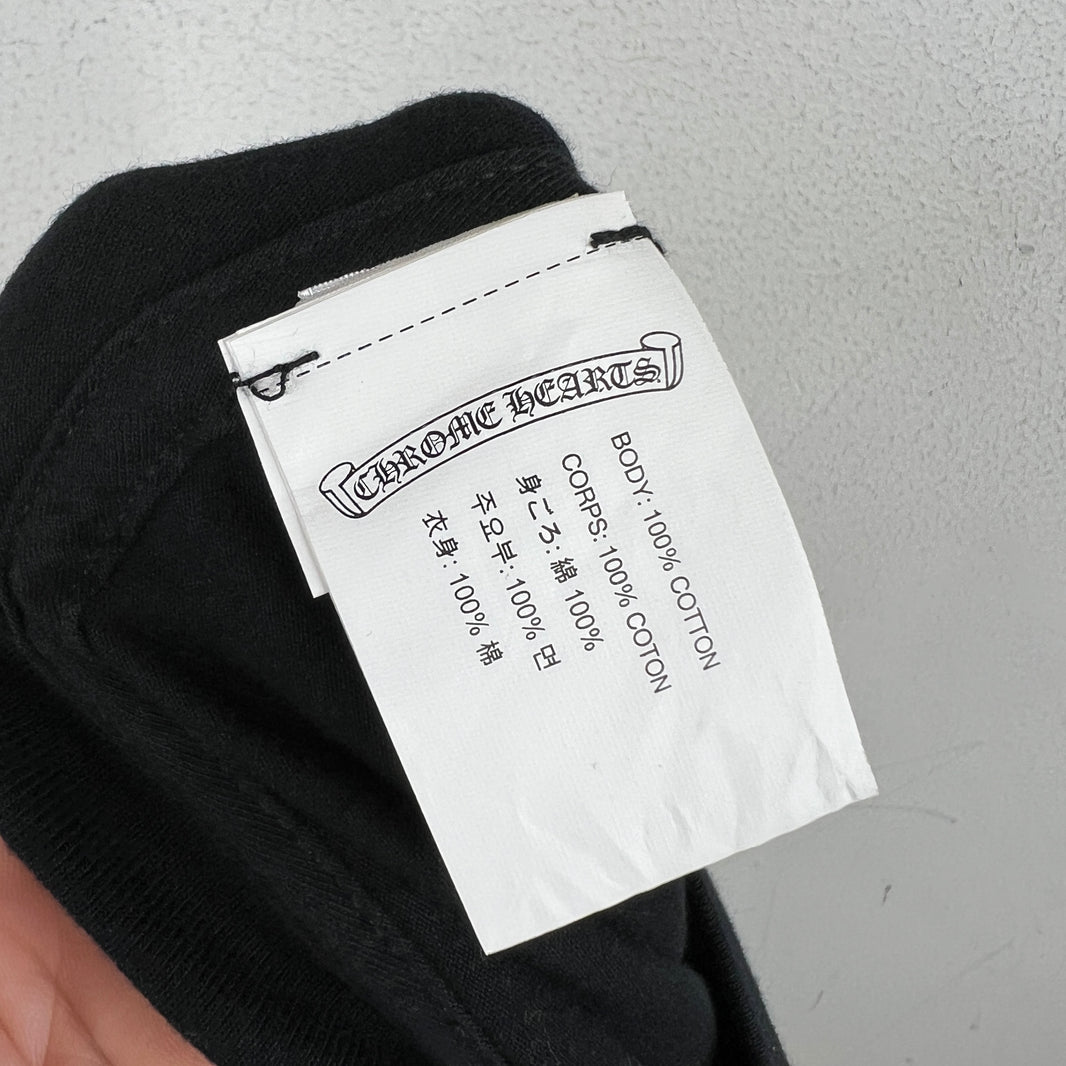 CHROME HEARTS
BODY: 100% COTTON
CORPS: 100% COTON
身ごろ: 綿 100%
주요부: 100% 면
衣身: 100% 棉